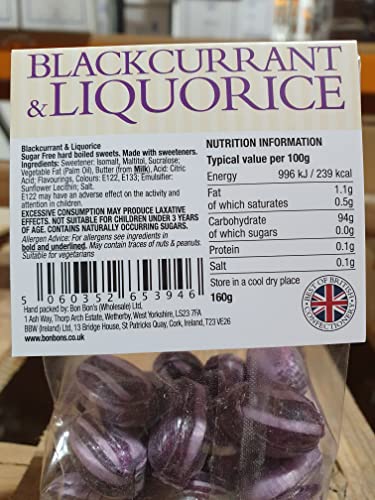 BLACKCURRANT
& LIQUORICE
Blackcurrant & Liquorice
Sugar Free hard boiled sweets. Made with sweeteners.
Ingredients: Sweetener: Isomalt, Maltitol, Sucralose;
Vegetable Fat (Palm Oil), Butter (from Milk), Acid: Citric
Acid; Flavourings, Colours: E122, E133; Emulsifier:
Sunflower Lecithin; Salt.
E122 may have an adverse effect on the activity and
attention in children.
EXCESSIVE CONSUMPTION MAY PRODUCE LAXATIVE
EFFECTS. NOT SUITABLE FOR CHILDREN UNDER 3 YEARS
OF AGE. CONTAINS NATURALLY OCCURRING SUGARS.
Allergen Advice: For allergens see ingredients in
bold and underlined. May contain traces of nuts & peanuts.
Suitable for vegetarians
5 060352 653946
Hand packed by: Bon Bon's (Wholesale) Ltd,
1 Ash Way, Thorp Arch Estate, Wetherby, West Yorkshire, LS23 7FA
BBW (Ireland) Ltd, 13 Bridge House, St Patricks Quay, Cork, Ireland, T23 VE26
www.bonbons.co.uk
NUTRITION INFORMATION
Typical value per 100g
Energy 996 kJ / 239 kcal
Fat 1.1g
of which saturates 0.5g
Carbohydrate 94g
of which sugars 0.0g
Protein 0.1g
Salt 0.1g
Store in a cool dry place
160g
BEST OF BRITISH
CONFECTIONERY